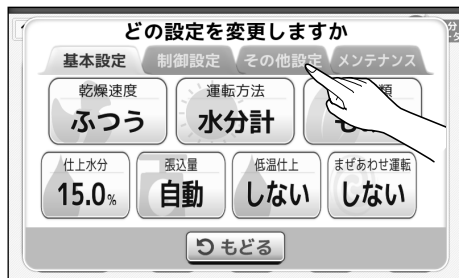 どの設定を変更しますか
基本設定 制御設定 その他設定 メンテナンス
乾燥速度 運転方法 類
ふつう 水分計
仕上水分 張込量 低温仕上 まぜあわせ運転
15.0% 自動 しない しない
もどる